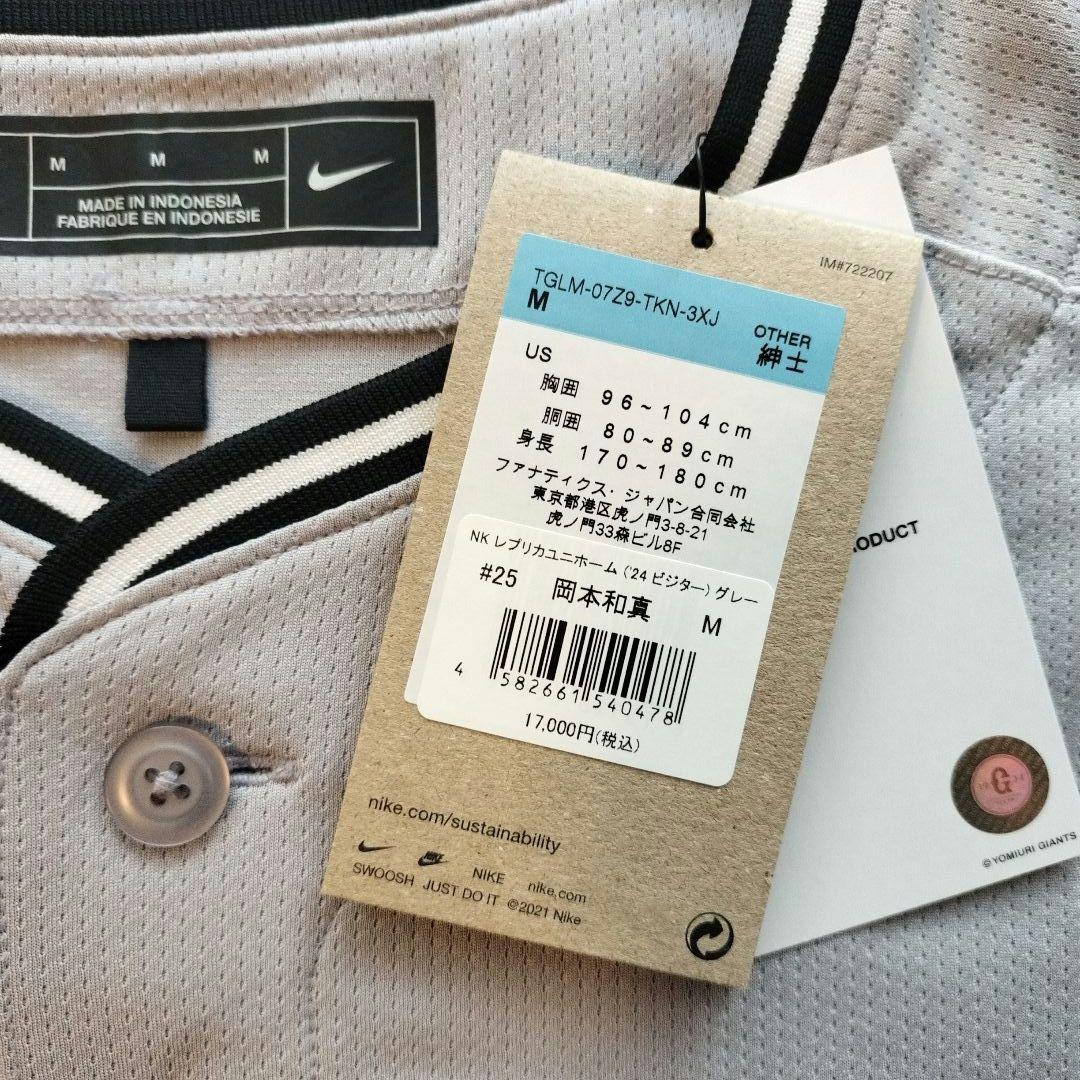 M M M
MADE IN INDONESIA
FABRIQUE EN INDONESIE
IM#722207
TGLM-07Z9-TKN-3XJ
M
OTHER
紳士
US
胸囲 96~104cm
胴囲 80~89cm
身長 170~180cm
ファナティクス・ジャパン合同会社
東京都港区虎ノ門3-8-21
虎ノ門33森ビル8F
NK レプリカユニホーム ('24 ビジター) グレー
#25 岡本和真 M
4 582661 540478
17,000円(税込)
nike.com/sustainability
NIKE nike.com
SWOOSH JUST DO IT ©2021 Nike
RODUCT
G
© YOMIURI GIANTS